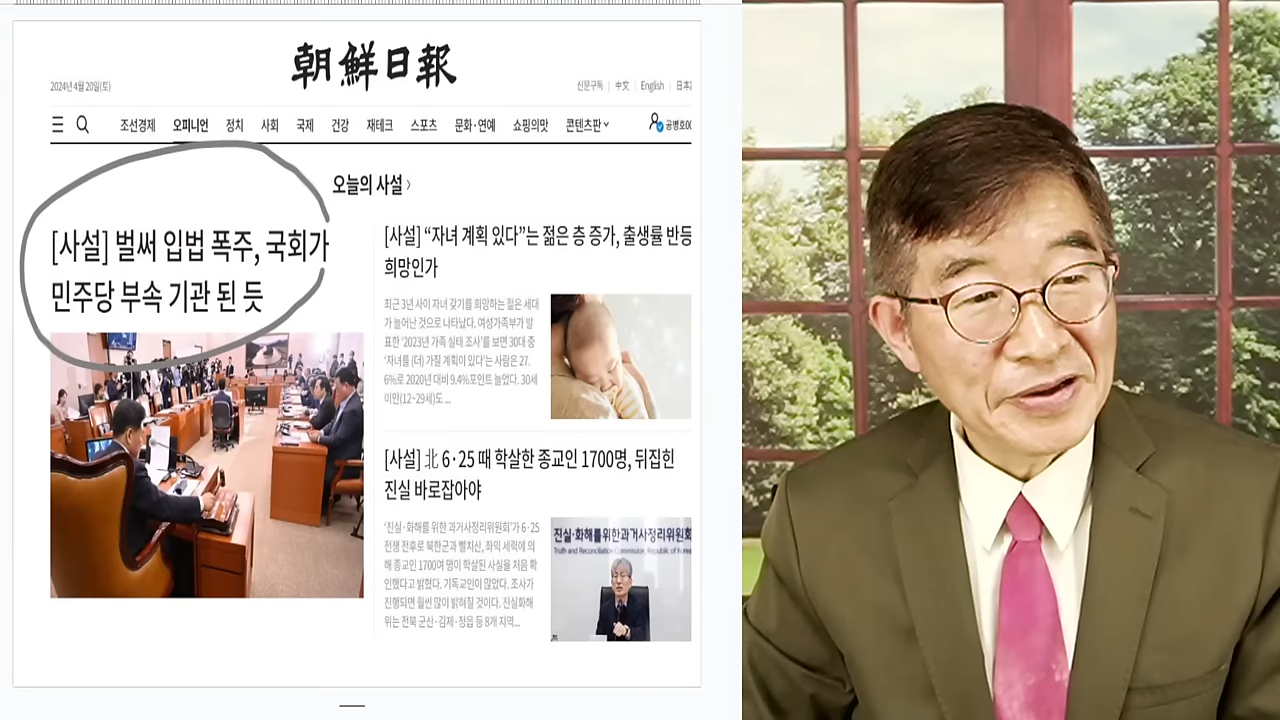 朝鮮日報
2024年 4월 20일(토)
신문구독 | 中文 | English | 日本
조선경제 오피니언 정치 사회 국제 건강 재테크 스포츠 문화·연예 쇼핑의맛 콘텐츠판
공병호
오늘의 사설 〉
[사설] 벌써 입법 폭주, 국회가
민주당 부속 기관 된 듯
[사설] “자녀 계획 있다”는 젊은 층 증가, 출생률 반등
희망인가
최근 3년 사이 자녀 갖기를 희망하는 젊은 세대
가 늘어난 것으로 나타났다. 여성가족부가 발
표한 ‘2023년 가족 실태 조사’를 보면 30대 중
‘자녀를 (더) 가질 계획이 있다’는 사람은 27.
6%로 2020년 대비 9.4%포인트 늘었다. 30세
미만(12~29세)도 ...
[사설] 北 6·25 때 학살한 종교인 1700명, 뒤집힌
진실 바로잡아야
‘진실·화해를 위한 과거사정리위원회’가 6·25
전쟁 전후로 북한군과 빨치산, 좌익 세력에 의
해 종교인 1700여 명이 학살된 사실을 처음 확
인했다고 밝혔다. 기독교인이 많았다. 조사가
진행되면 훨씬 많이 밝혀질 것이다. 진실화해
위는 전북 군산·김제·정읍 등 8개 지역...
진실·화해를위한과거사정리위원회
Truth and Reconciliation Commission, Republic of Korea